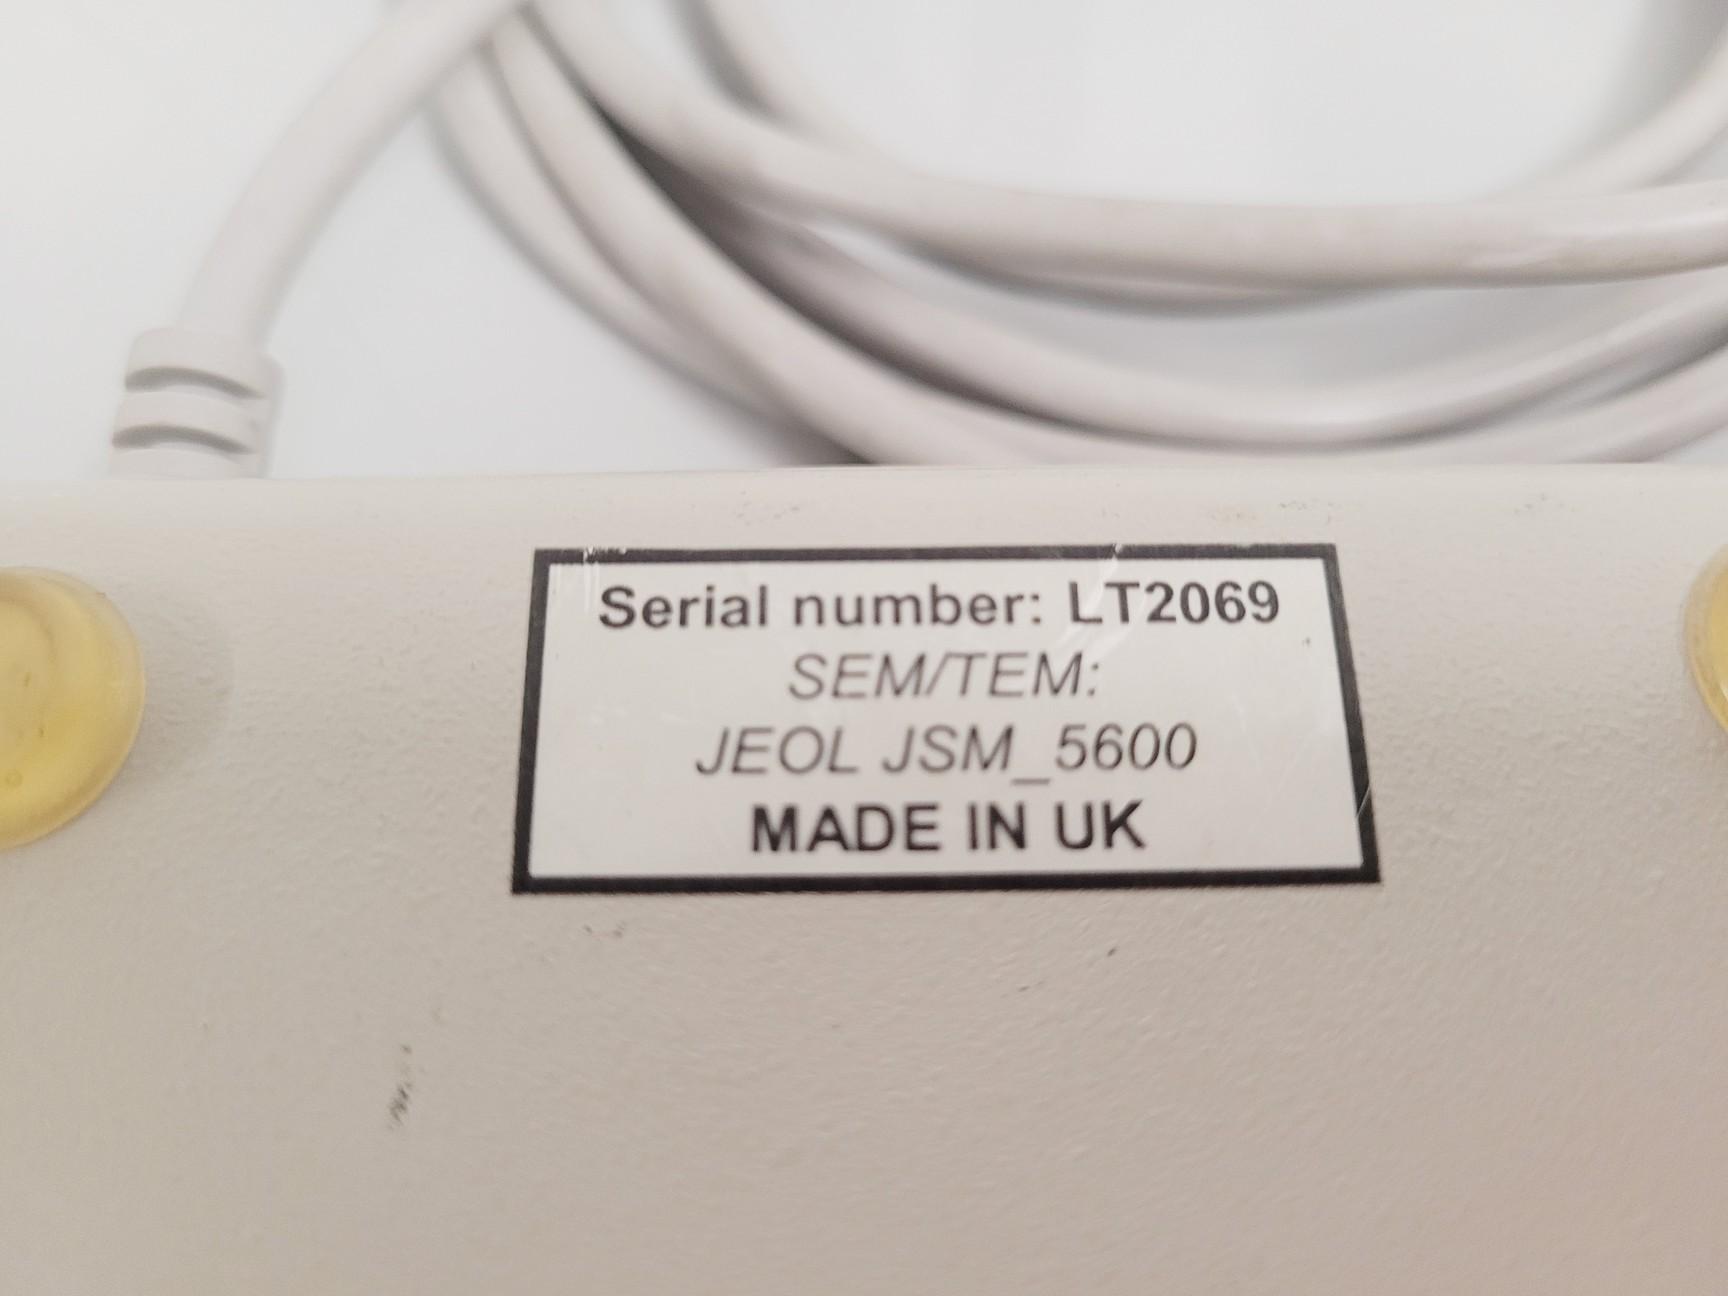 Serial number: LT2069
SEM/TEM:
JEOL JSM_5600
MADE IN UK